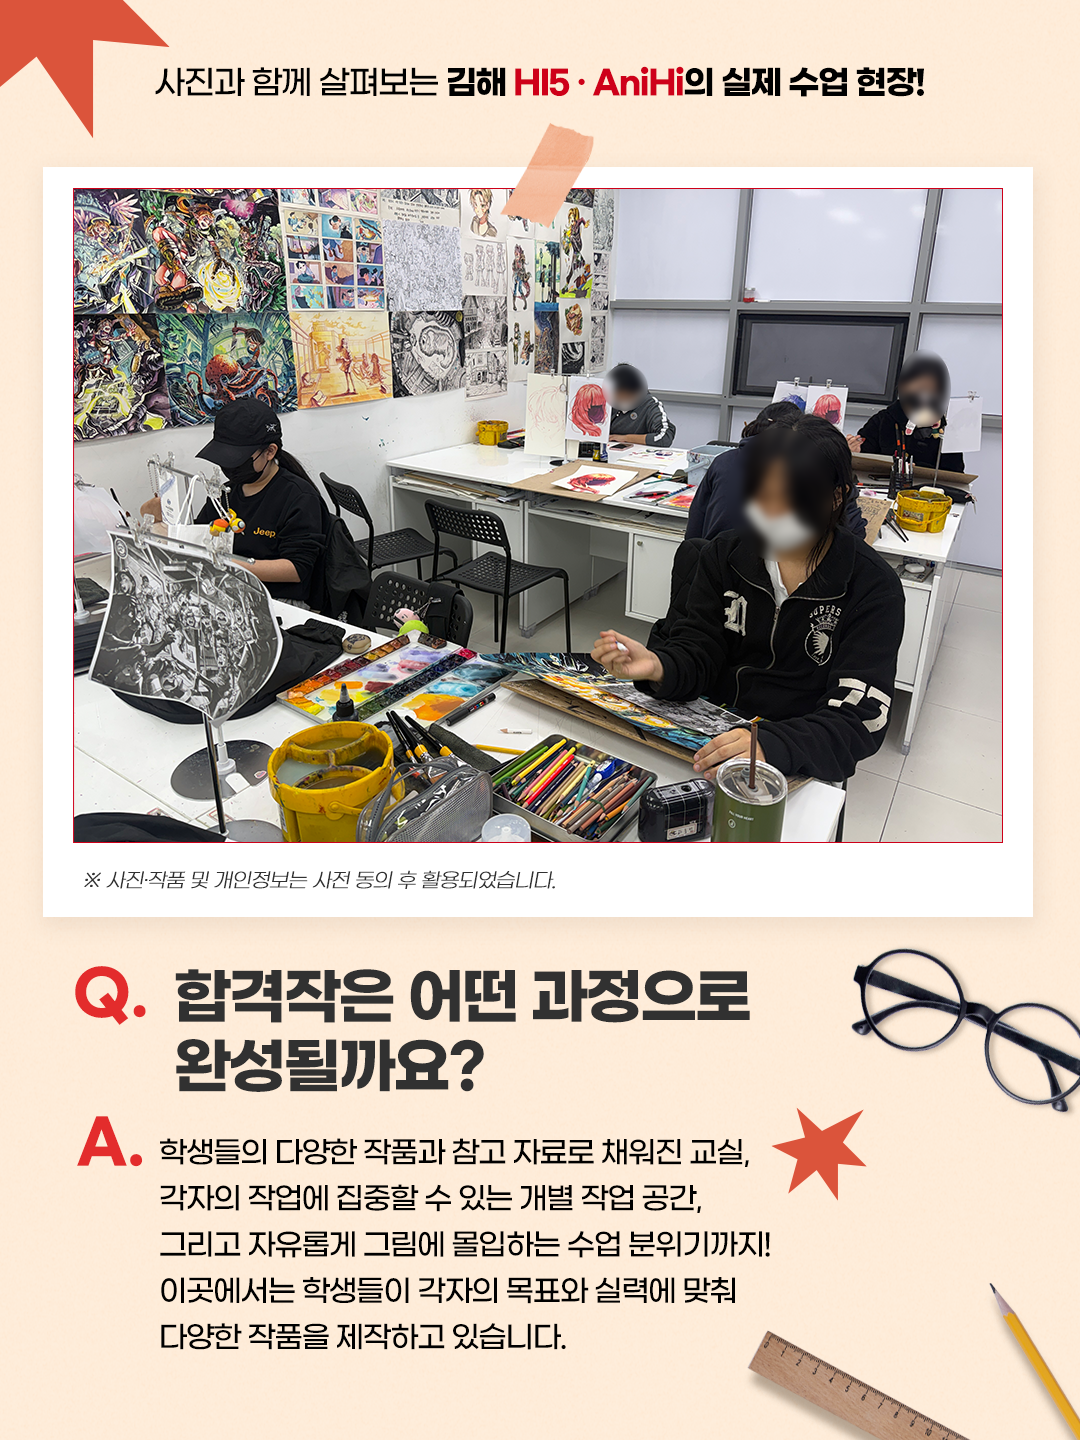 사진과 함께 살펴보는 김해 HI5 · AniHi의 실제 수업 현장!
Jeep
SUPERS
77
※ 사진·작품 및 개인정보는 사전 동의 후 활용되었습니다.
Q. 합격작은 어떤 과정으로
완성될까요?
A. 학생들의 다양한 작품과 참고 자료로 채워진 교실,
각자의 작업에 집중할 수 있는 개별 작업 공간,
그리고 자유롭게 그림에 몰입하는 수업 분위기까지!
이곳에서는 학생들이 각자의 목표와 실력에 맞춰
다양한 작품을 제작하고 있습니다.